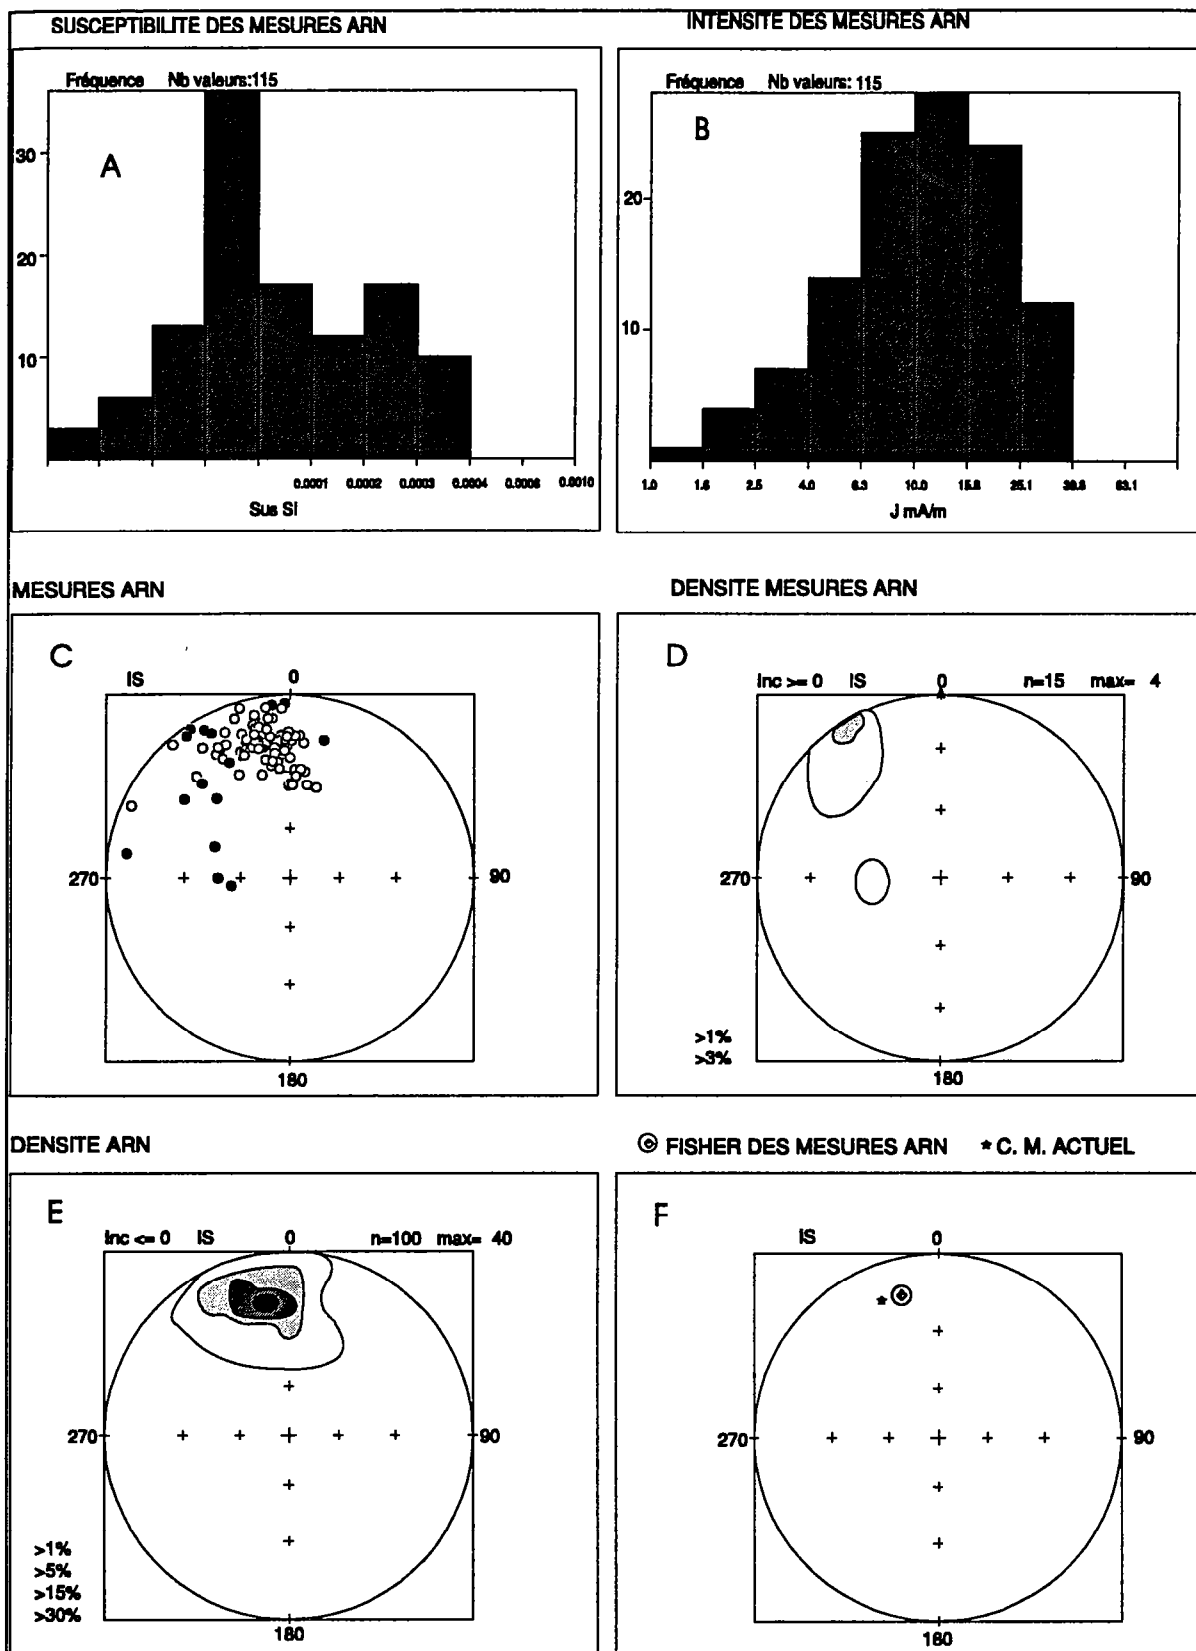 SUSCEPTIBILITE DES MESURES ARN
INTENSITE DES MESURES ARN
Fréquence Nb valeurs:115
A
30
20
10
0.0001 0.0002 0.0003 0.0004 0.0006 0.0010
Sus SI
Fréquence Nb valeurs: 115
B
20
10
1.0 1.6 2.5 4.0 6.3 10.0 15.8 25.1 39.8 63.1
J mA/m
MESURES ARN
DENSITE MESURES ARN
C
IS 0
270 90
180
D
Inc >= 0 IS 0 n=15 max= 4
270 90
>1%
>3%
180
DENSITE ARN
FISHER DES MESURES ARN * C. M. ACTUEL
E
Inc <= 0 IS 0 n=100 max= 40
270 90
>1%
>5%
>15%
>30%
180
F
IS 0
270 90
180